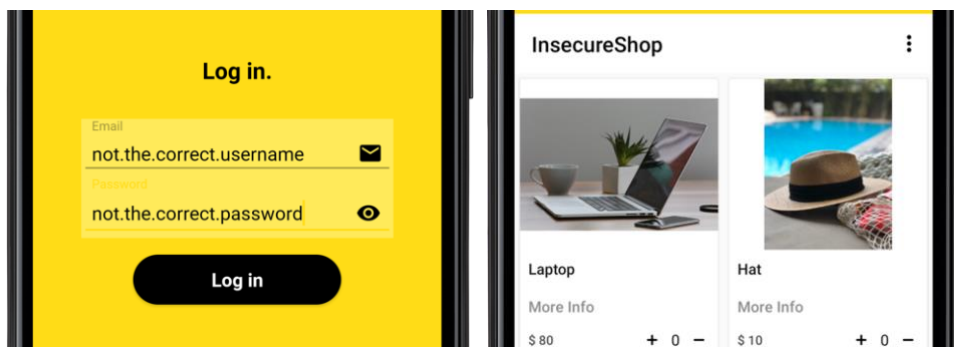 Log in.
Email
not.the.correct.username
Password
not.the.correct.password
Log in
InsecureShop
Laptop
More Info
$ 80
+ 0 −
Hat
More Info
$ 10
+ 0 −